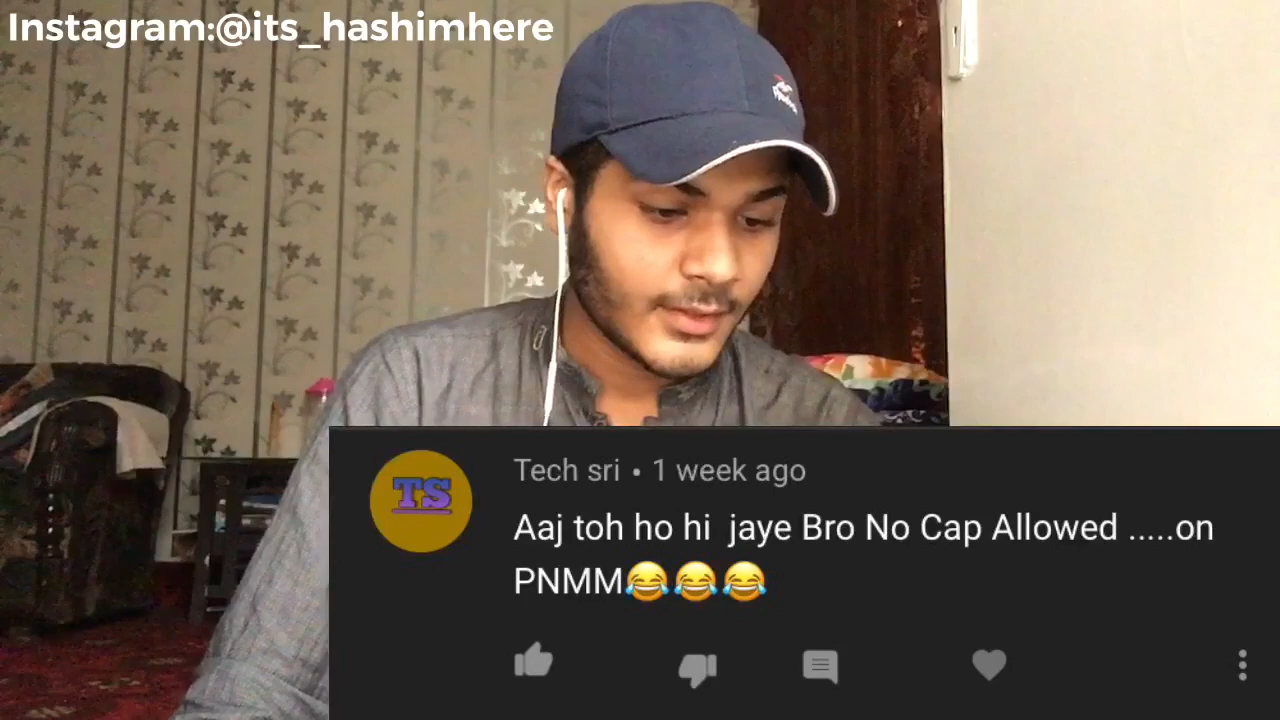 Instagram:@its_hashimhere
Tech sri • 1 week ago
TS
Aaj toh ho hi jaye Bro No Cap Allowed .....on
PNMM😂😂😂